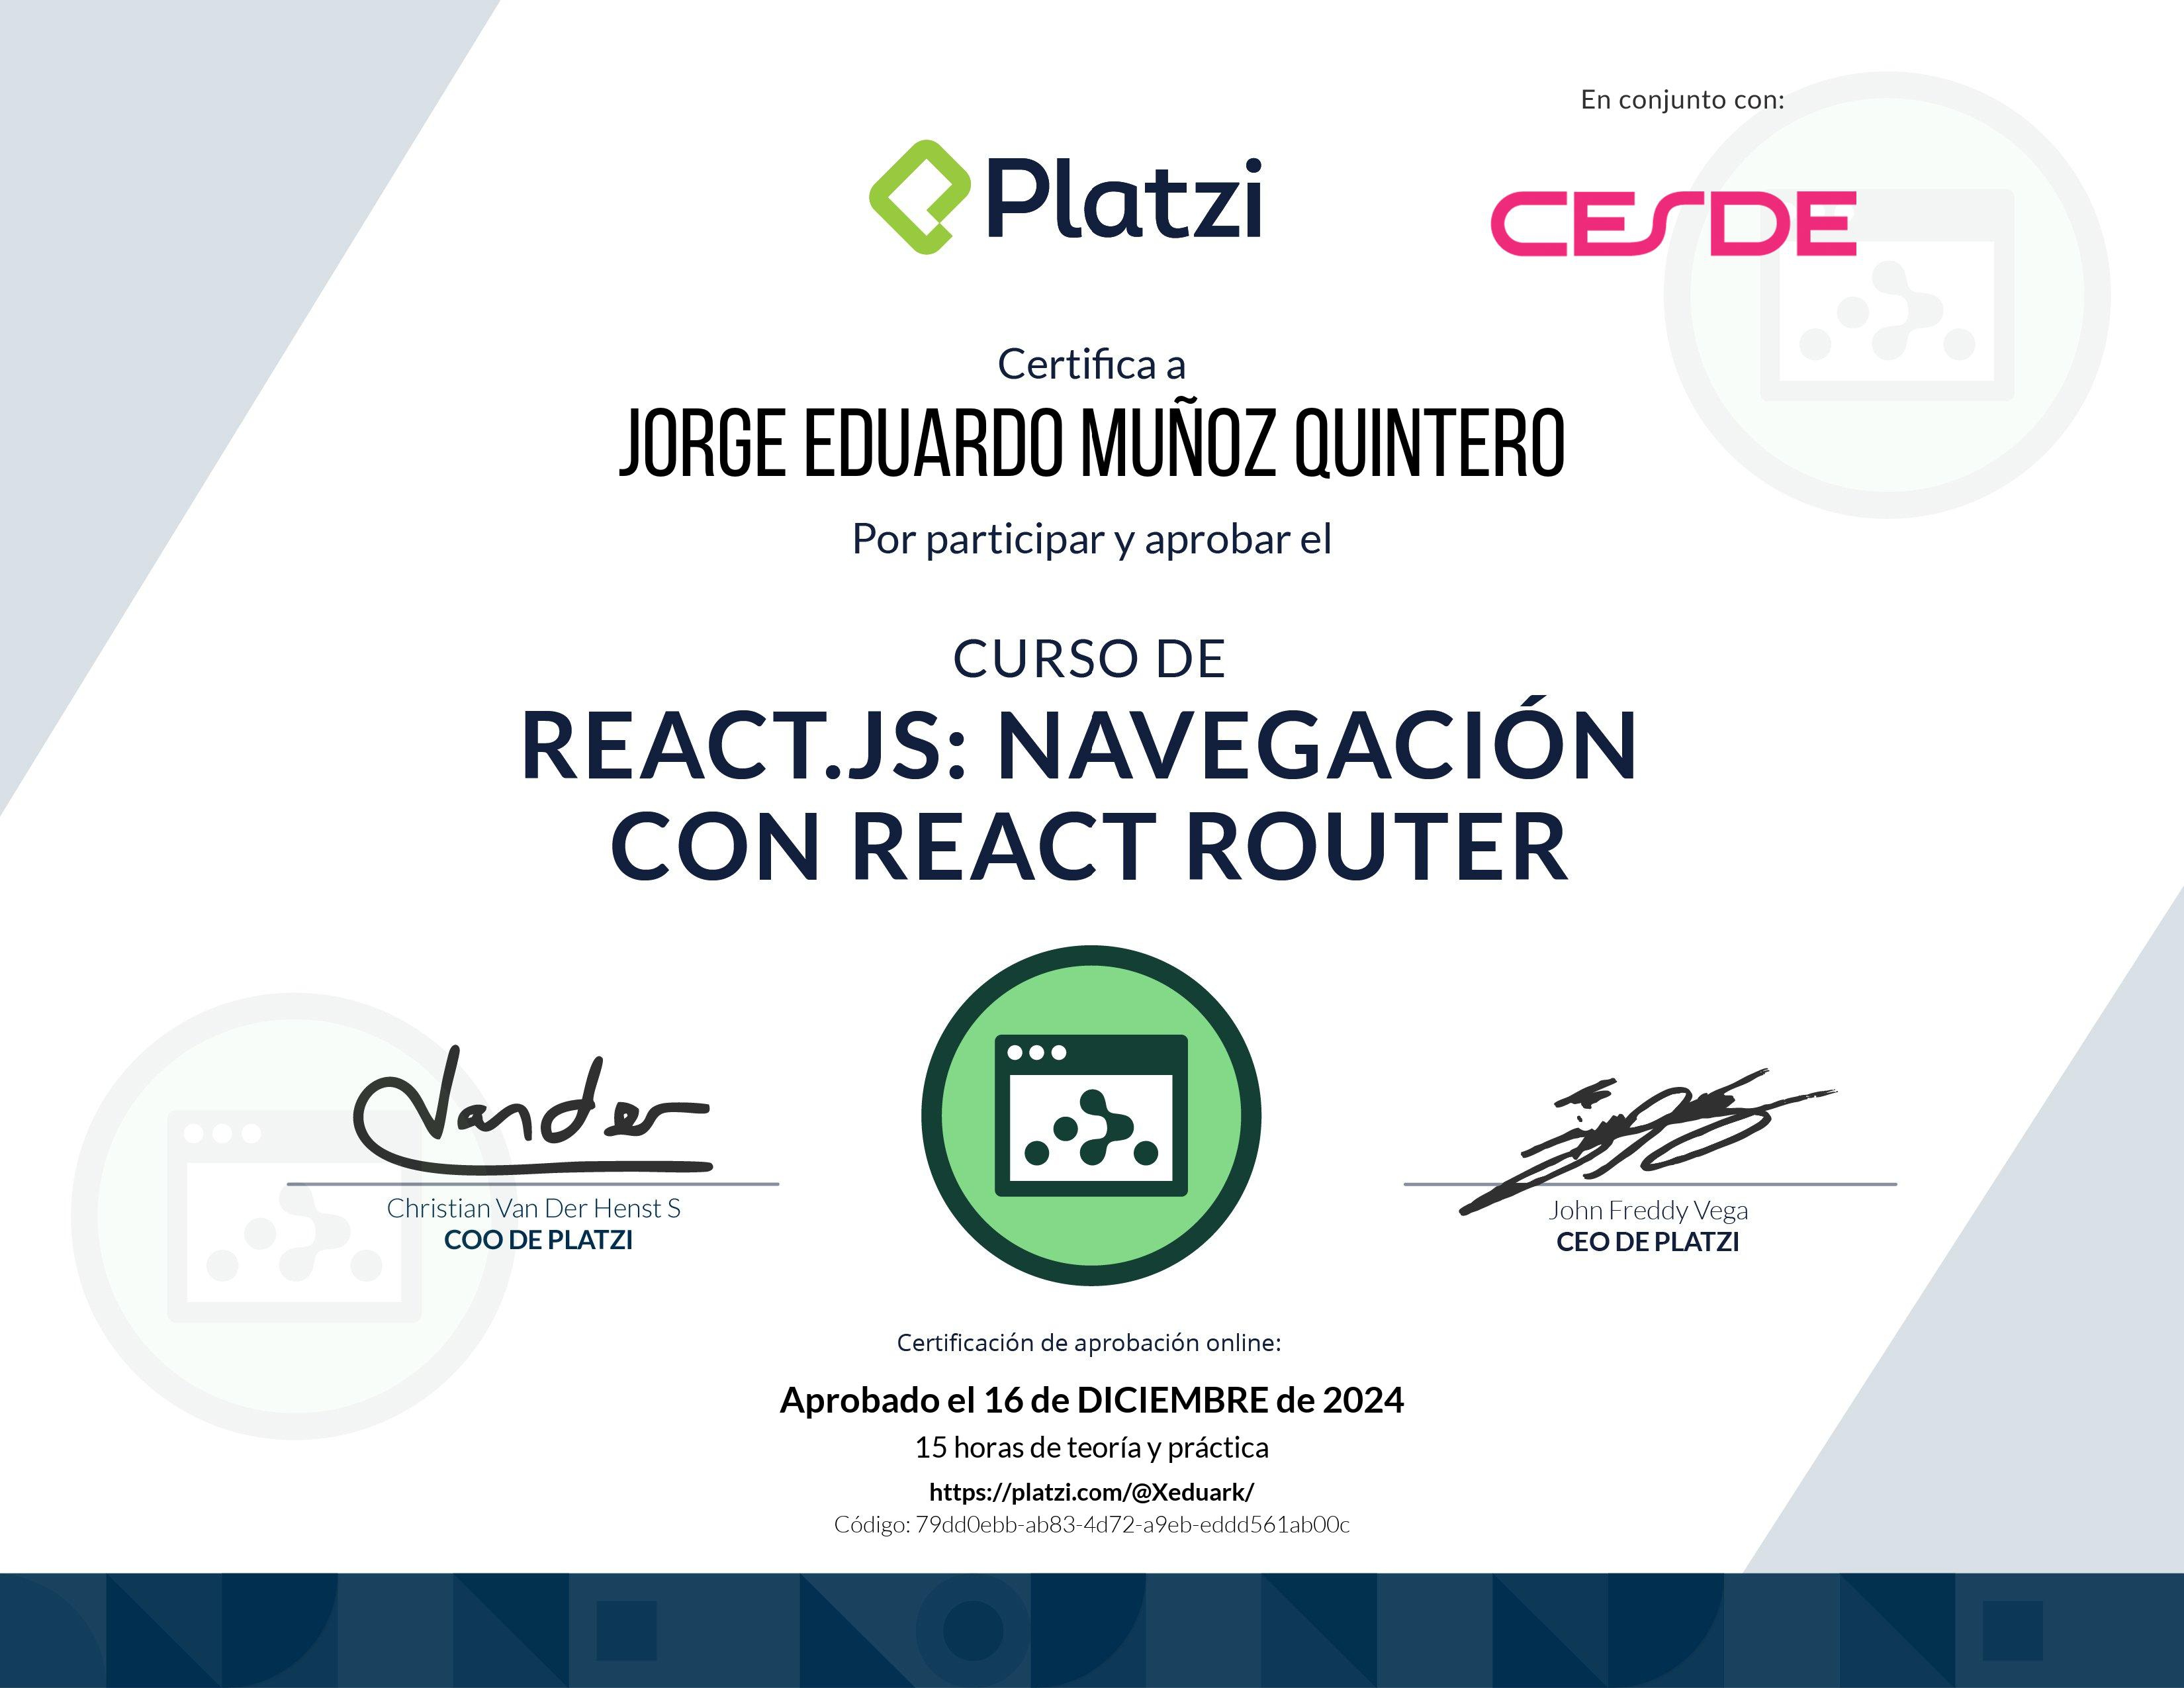 En conjunto con:
Platzi
CESDE
Certifica a
JORGE EDUARDO MUÑOZ QUINTERO
Por participar y aprobar el
CURSO DE
REACT.JS: NAVEGACIÓN
CON REACT ROUTER
Vander
Christian Van Der Henst S
COO DE PLATZI
John Freddy Vega
CEO DE PLATZI
Certificación de aprobación online:
Aprobado el 16 de DICIEMBRE de 2024
15 horas de teoría y práctica
https://platzi.com/@Xeduark/
Código: 79dd0ebb-ab83-4d72-a9eb-eddd561ab00c